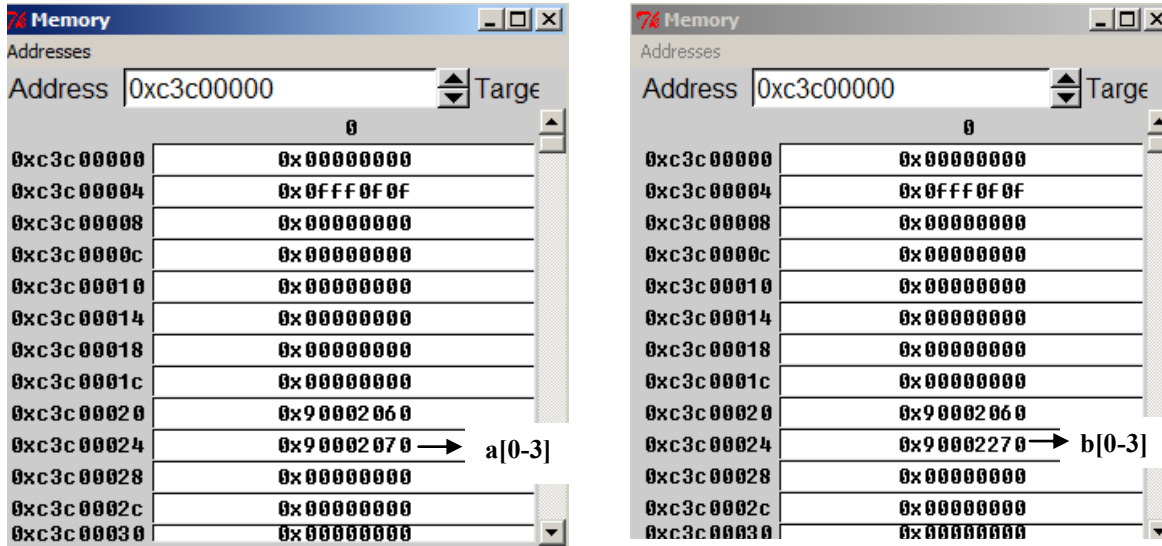 Memory
Addresses
Address 0xc3c00000 Targe
0
0xc3c00000 0x00000000
0xc3c00004 0x0fff0f0f
0xc3c00008 0x00000000
0xc3c0000c 0x00000000
0xc3c00010 0x00000000
0xc3c00014 0x00000000
0xc3c00018 0x00000000
0xc3c0001c 0x00000000
0xc3c00020 0x90002060
0xc3c00024 0x90002070 a[0-3]
0xc3c00028 0x00000000
0xc3c0002c 0x00000000
0xc3c00030 0x00000000
Memory
Addresses
Address 0xc3c00000 Targe
0
0xc3c00000 0x00000000
0xc3c00004 0x0fff0f0f
0xc3c00008 0x00000000
0xc3c0000c 0x00000000
0xc3c00010 0x00000000
0xc3c00014 0x00000000
0xc3c00018 0x00000000
0xc3c0001c 0x00000000
0xc3c00020 0x90002060
0xc3c00024 0x90002270 b[0-3]
0xc3c00028 0x00000000
0xc3c0002c 0x00000000
0xc3c00030 0x00000000